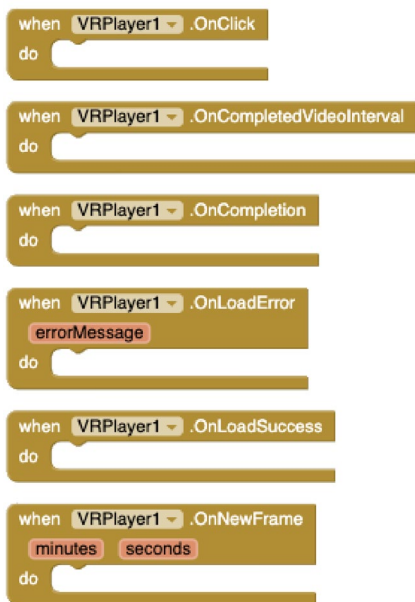 when VRPlayer1 .OnClick
do
when VRPlayer1 .OnCompletedVideoInterval
do
when VRPlayer1 .OnCompletion
do
when VRPlayer1 .OnLoadError
errorMessage
do
when VRPlayer1 .OnLoadSuccess
do
when VRPlayer1 .OnNewFrame
minutes seconds
do